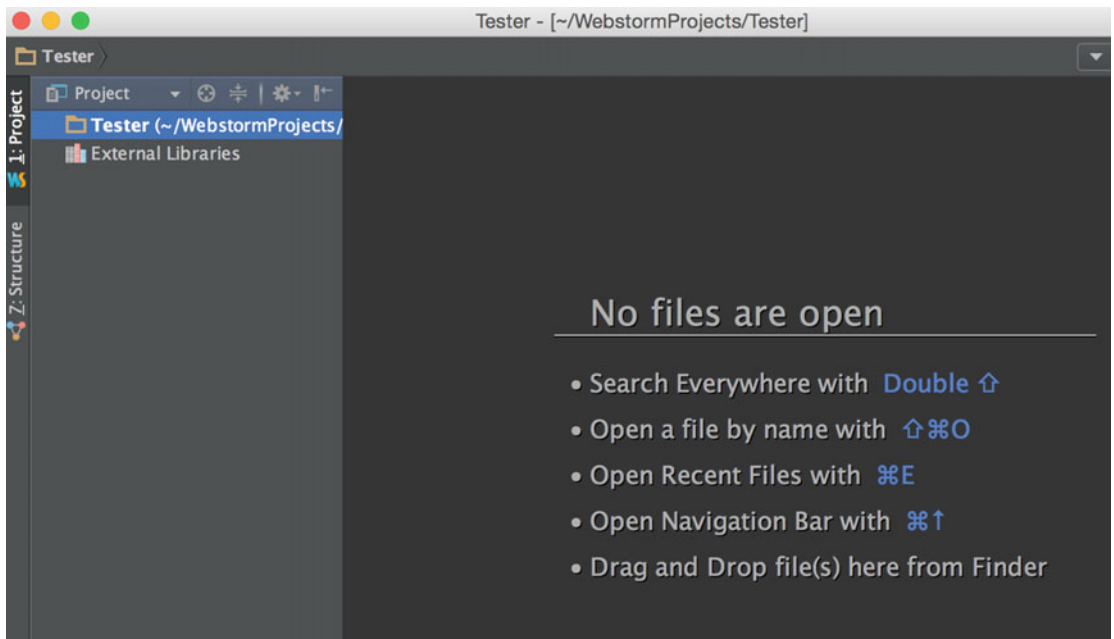 Tester - [~/WebstormProjects/Tester]
Tester
1: Project
Project
Tester (~/WebstormProjects/
External Libraries
WS
Z: Structure
No files are open
• Search Everywhere with Double ⇧
• Open a file by name with ⇧⌘O
• Open Recent Files with ⌘E
• Open Navigation Bar with ⌘↑
• Drag and Drop file(s) here from Finder